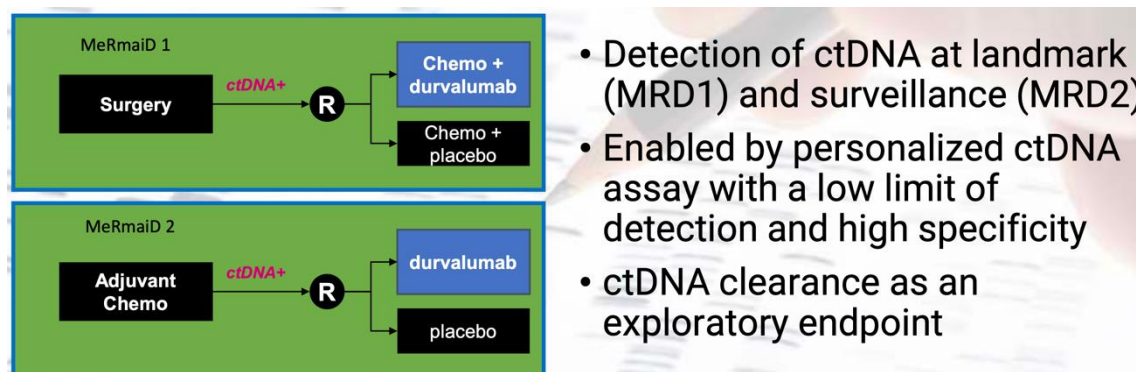 MeRmaiD 1
Surgery
ctDNA+
R
Chemo +
durvalumab
Chemo +
placebo
MeRmaiD 2
Adjuvant
Chemo
ctDNA+
R
durvalumab
placebo
• Detection of ctDNA at landmark
(MRD1) and surveillance (MRD2)
• Enabled by personalized ctDNA
assay with a low limit of
detection and high specificity
• ctDNA clearance as an
exploratory endpoint